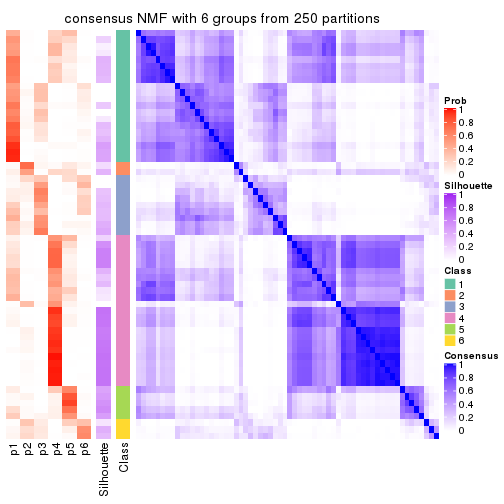 consensus NMF with 6 groups from 250 partitions
Prob
1
0.8
0.6
0.4
0.2
0
Silhouette
1
0.8
0.6
0.4
0.2
0
Class
1
2
3
4
5
6
Consensus
1
0.8
0.6
0.4
0.2
0
p1
p2
p3
p4
p5
p6
Silhouette
Class